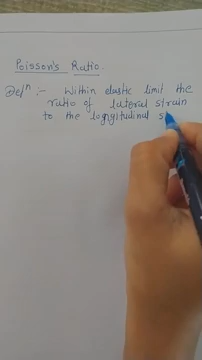 Poisson's Ratio.
Defⁿ :- Within elastic limit the
ratio of lateral strain
to the longitudinal s